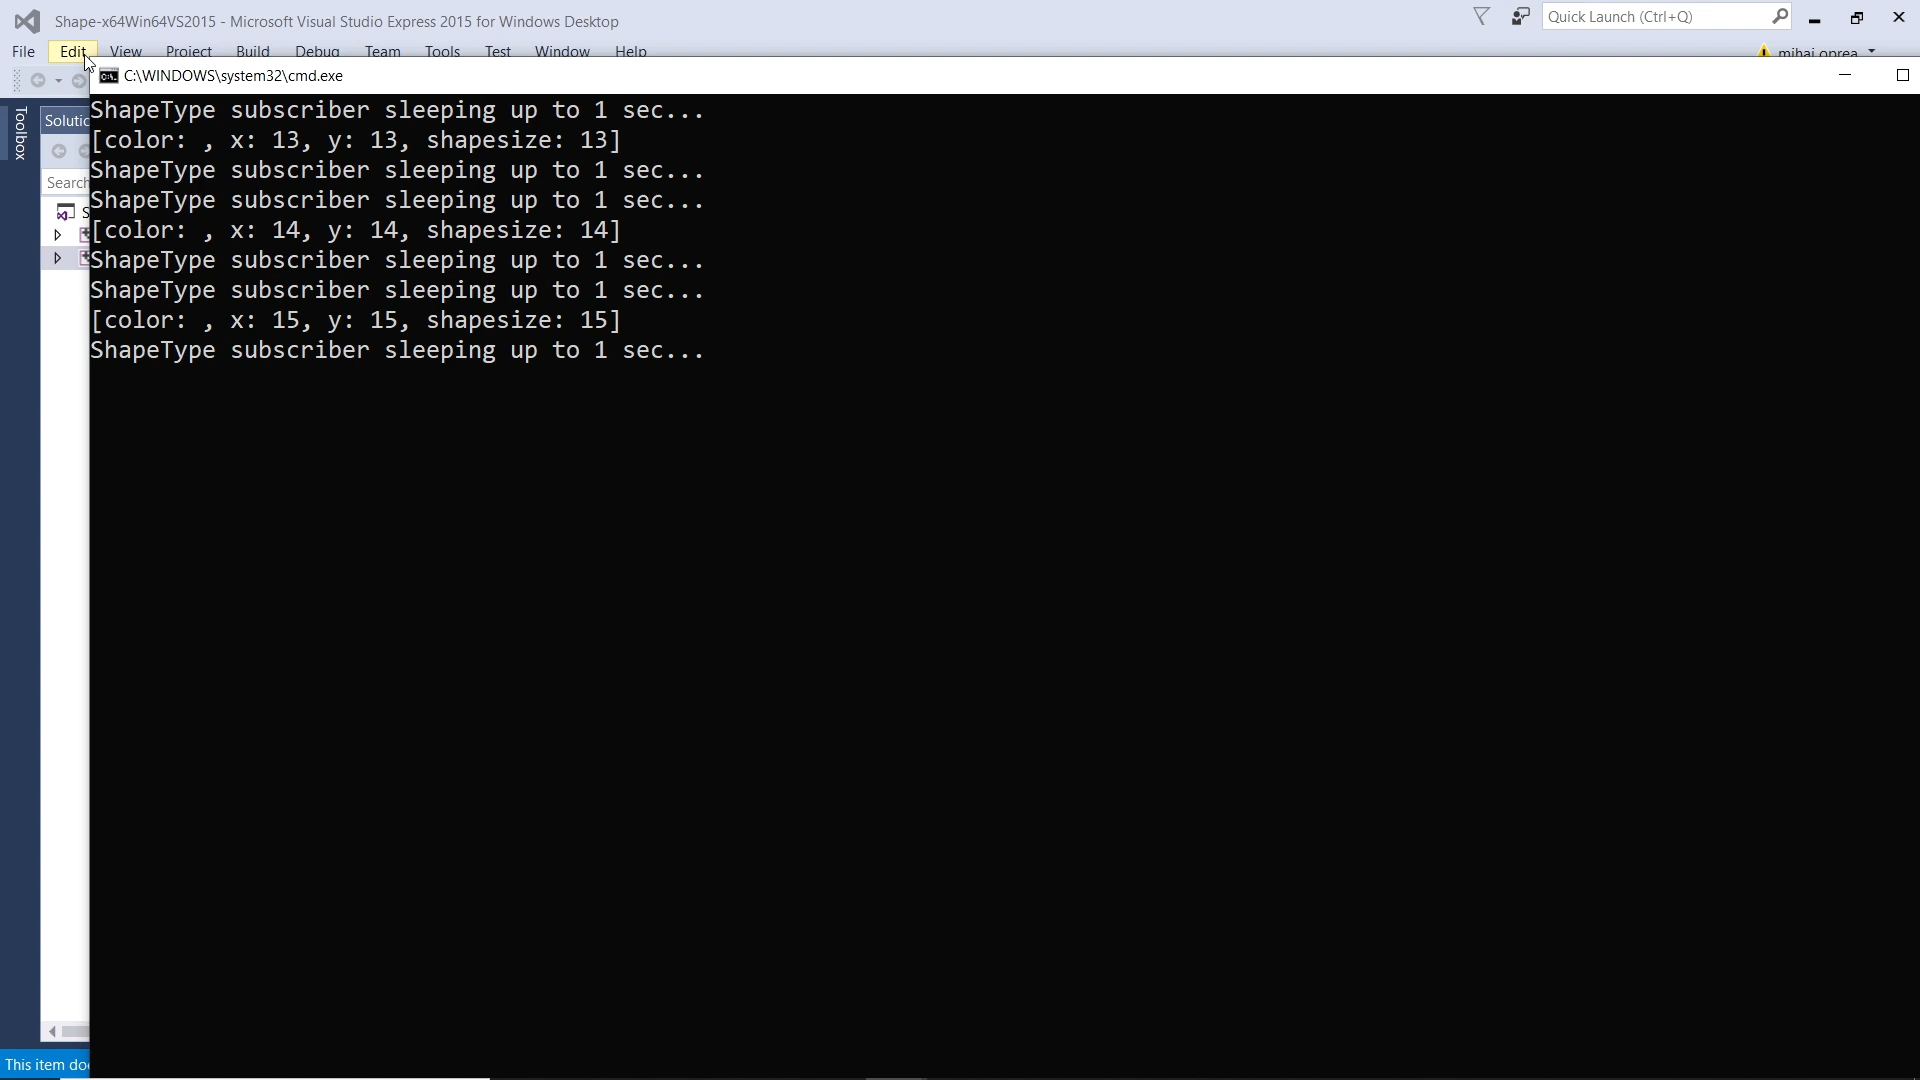 Shape-x64Win64VS2015 - Microsoft Visual Studio Express 2015 for Windows Desktop
Quick Launch (Ctrl+Q)
File Edit View Project Build Debug Team Tools Test Window Help
mihai oprea
C:\WINDOWS\system32\cmd.exe
Toolbox
Solutio
Search
S
ShapeType subscriber sleeping up to 1 sec...
[color: , x: 13, y: 13, shapesize: 13]
ShapeType subscriber sleeping up to 1 sec...
ShapeType subscriber sleeping up to 1 sec...
[color: , x: 14, y: 14, shapesize: 14]
ShapeType subscriber sleeping up to 1 sec...
ShapeType subscriber sleeping up to 1 sec...
[color: , x: 15, y: 15, shapesize: 15]
ShapeType subscriber sleeping up to 1 sec...
This item doe